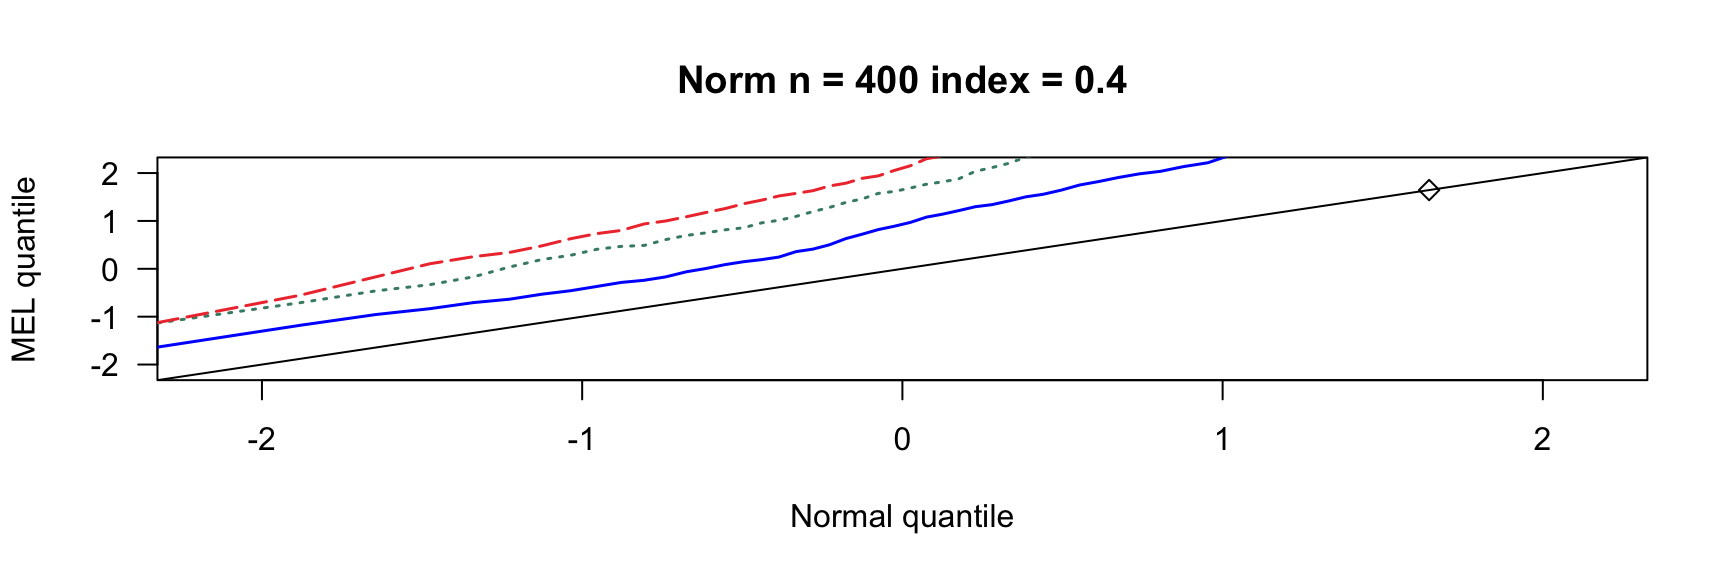 Norm n = 400 index = 0.4
MEL quantile
2
1
0
-1
-2
-2 -1 0 1 2
Normal quantile